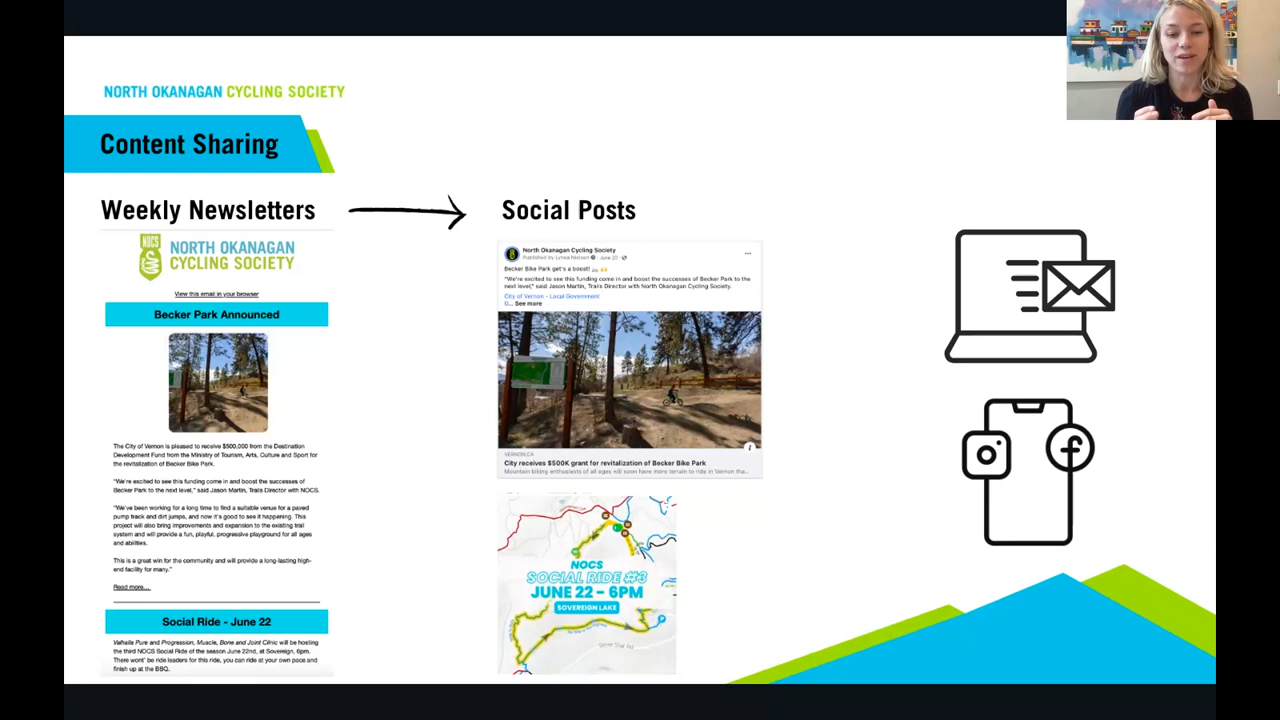 NORTH OKANAGAN CYCLING SOCIETY
Content Sharing
Weekly Newsletters
Social Posts
NOCS
NORTH OKANAGAN
CYCLING SOCIETY
View this email in your browser
Becker Park Announced
The City of Vernon is pleased to receive $500,000 from the Destination
Development Fund from the Ministry of Tourism, Arts, Culture and Sport for
the revitalization of Becker Bike Park.
"We're excited to see this funding come in and boost the successes of
Becker Park to the next level," said Jason Martin, Trails Director with NOCS.
"We've been working for a long time to find a suitable venue for a paved
pump track and dirt jumps, and now it's good to see it happening. This
project will also bring improvements and expansion to the existing trail
system and will provide a fun, playful, progressive playground for all ages
and abilities.
This is a great win for the community and will provide a long-lasting high-
end facility for many."
Read more...
Social Ride - June 22
Valhalla Pure and Progression, Muscle, Bone and Joint Clinic will be hosting
the third NOCS Social Ride of the season June 22nd, at Sovereign, 6pm.
There wont' be ride leaders for this ride, you can ride at your own pace and
finish up at the BBQ.
North Okanagan Cycling Society
Published by Lynea Neilsen · June 20
Becker Bike Park get's a boost!
"We're excited to see this funding come in and boost the successes of Becker Park to the
next level," said Jason Martin, Trails Director with North Okanagan Cycling Society.
City of Vernon - Local Government
G... See more
VERNON.CA
City receives $500K grant for revitalization of Becker Bike Park
Mountain biking enthusiasts of all ages will soon have more terrain to ride in Vernon tha...
NOCS
SOCIAL RIDE #3
JUNE 22 - 6PM
SOVEREIGN LAKE
Silver Star Rd